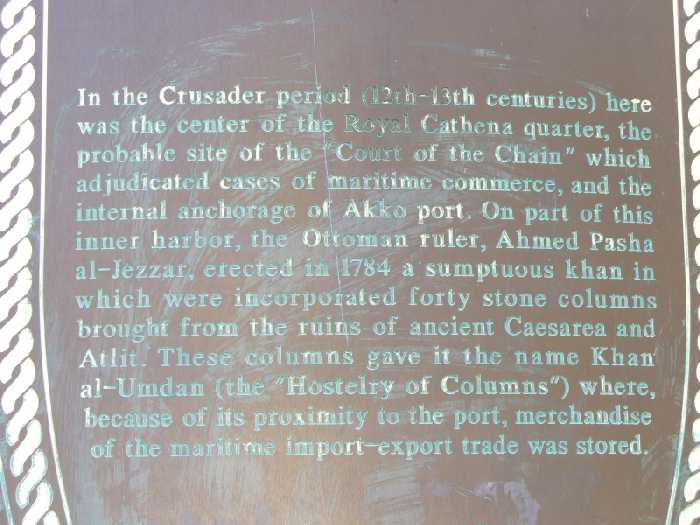 In the Crusader period (12th-13th centuries) here
was the center of the Royal Cathena quarter, the
probable site of the "Court of the Chain" which
adjudicated cases of maritime commerce, and the
internal anchorage of Akko port. On part of this
inner harbor, the Ottoman ruler, Ahmed Pasha
al-Jezzar, erected in 1784 a sumptuous khan in
which were incorporated forty stone columns
brought from the ruins of ancient Caesarea and
Atlit. These columns gave it the name Khan
al-Umdan (the "Hostelry of Columns") where,
because of its proximity to the port, merchandise
of the maritime import-export trade was stored.